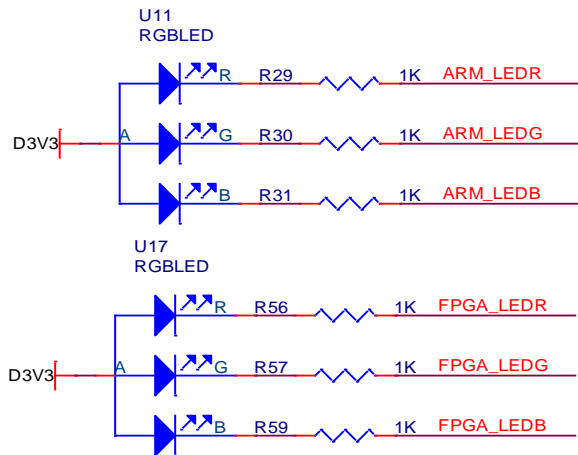 U11
RGBLED
R R29 1K ARM_LEDR
D3V3 A G R30 1K ARM_LEDG
B R31 1K ARM_LEDB
U17
RGBLED
R R56 1K FPGA_LEDR
D3V3 A G R57 1K FPGA_LEDG
B R59 1K FPGA_LEDB